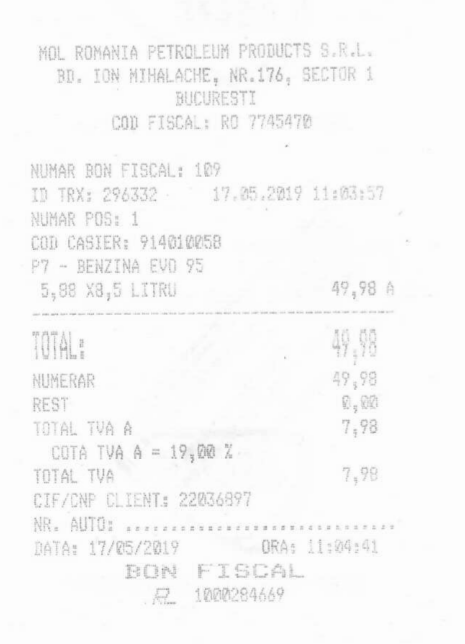 MOL ROMANIA PETROLEUM PRODUCTS S.R.L.
BD. ION MIHALACHE, NR.176, SECTOR 1
BUCURESTI
COD FISCAL: RO 7745470
NUMAR BON FISCAL: 109
ID TRX: 296332 17.05.2019 11:03:57
NUMAR POS: 1
COD CASIER: 914010058
P7 - BENZINA EVO 95
5,88 X8,5 LITRU 49,98 A
TOTAL: 49,98
NUMERAR 49,98
REST 0,00
TOTAL TVA A 7,98
COTA TVA A = 19,00 %
TOTAL TVA 7,98
CIF/CNP CLIENT: 22036897
NR. AUTO: ..............................
DATA: 17/05/2019 ORA: 11:04:41
BON FISCAL
1000284669